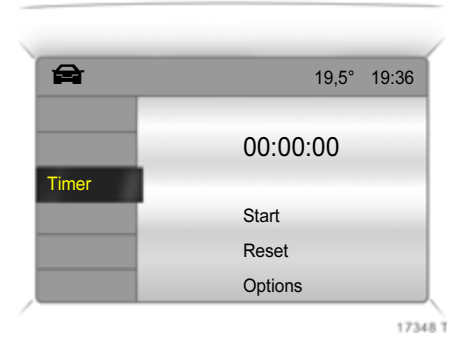 19,5° 19:36
00:00:00
Timer
Start
Reset
Options
17348 T